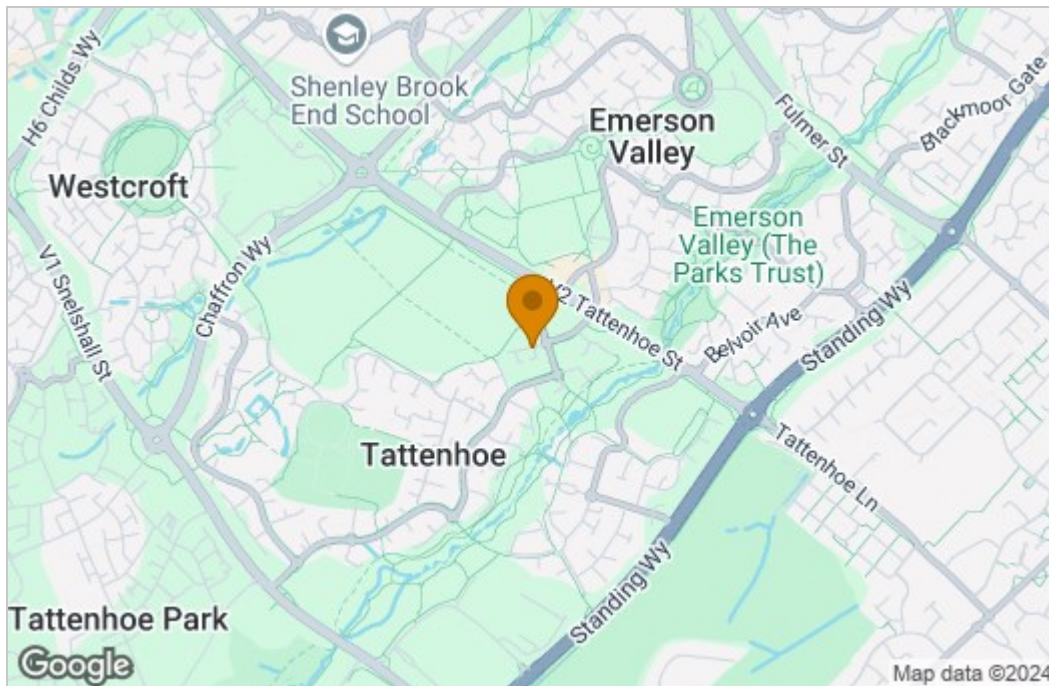 H6 Childs Wy
Shenley Brook
End School
Emerson
Valley
Fulmer St
Blackmoor Gate
Westcroft
Emerson
Valley (The
Parks Trust)
V1 Snelshall St
Chaffron Wy
V2 Tattenhoe St
Belvoir Ave
Standing Wy
Tattenhoe
Tattenhoe Ln
Standing Wy
Tattenhoe Park
Google
Map data ©2024